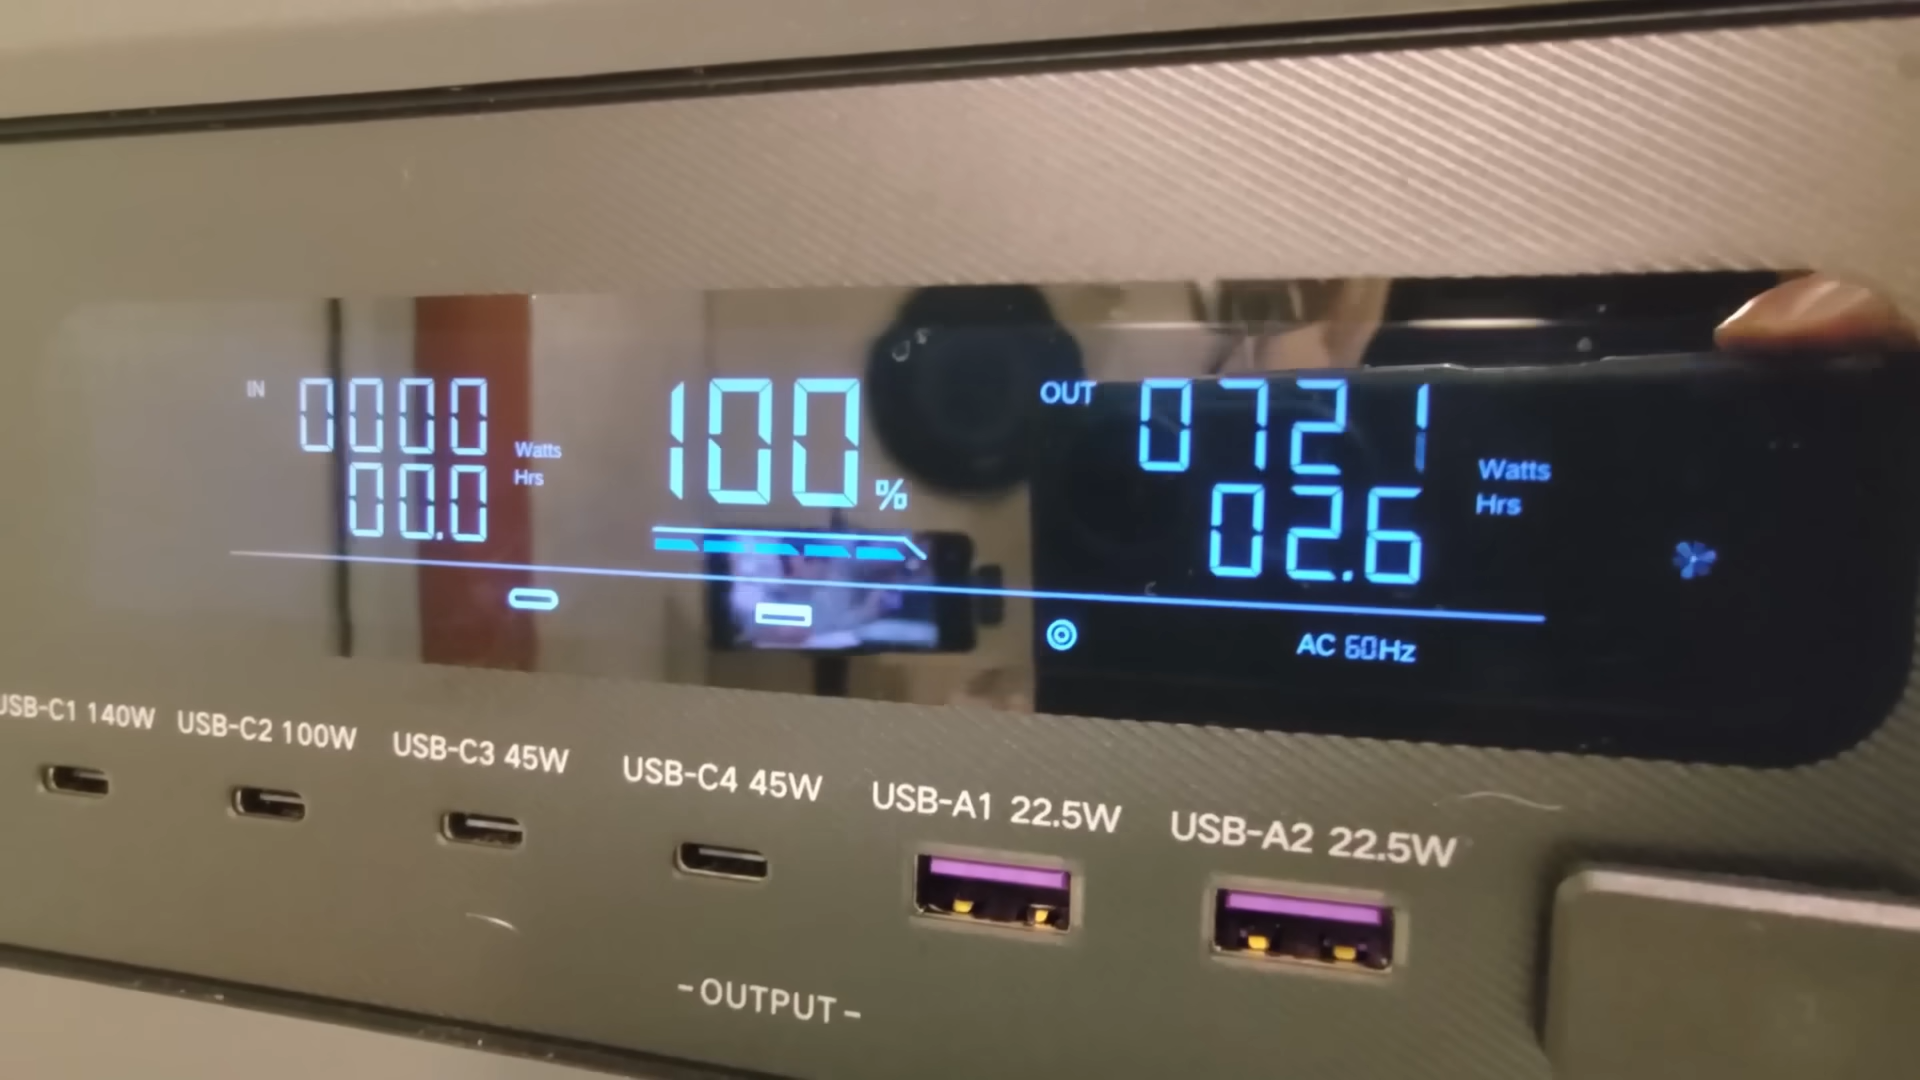 IN 0000 Watts
00.0 Hrs
100 %
OUT 0721 Watts
02.6 Hrs
AC 60Hz
USB-C1 140W
USB-C2 100W
USB-C3 45W
USB-C4 45W
USB-A1 22.5W
USB-A2 22.5W
-OUTPUT-